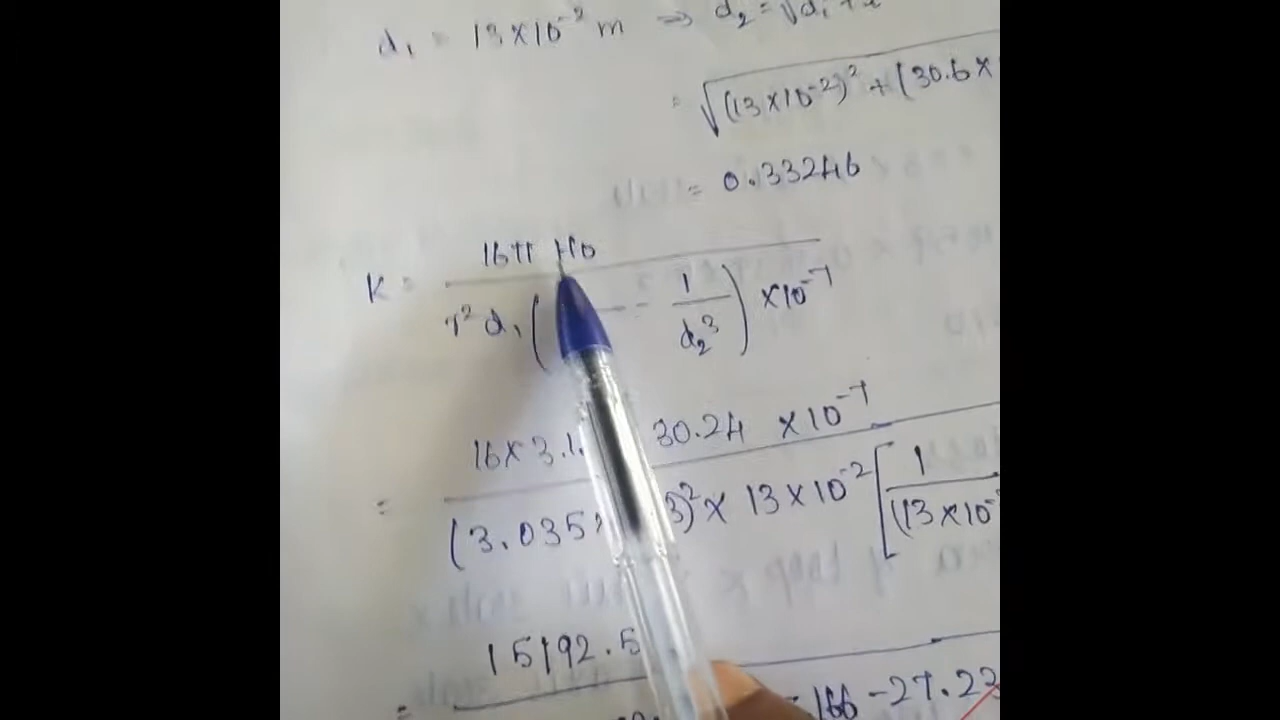 d₁ = 13×10⁻² m ⇒ d₂ = √d₁ +
= √(13×10⁻²)² + (30.6×
= 0.33246
K = 16π H0
r² d₁ ( - 1/d₂³ ) ×10⁻⁷
= 16×3.1 30.24 ×10⁻⁷
(3.035 3)² × 13×10⁻² [ 1/(13×10⁻
= 15192.5
166 - 27.22